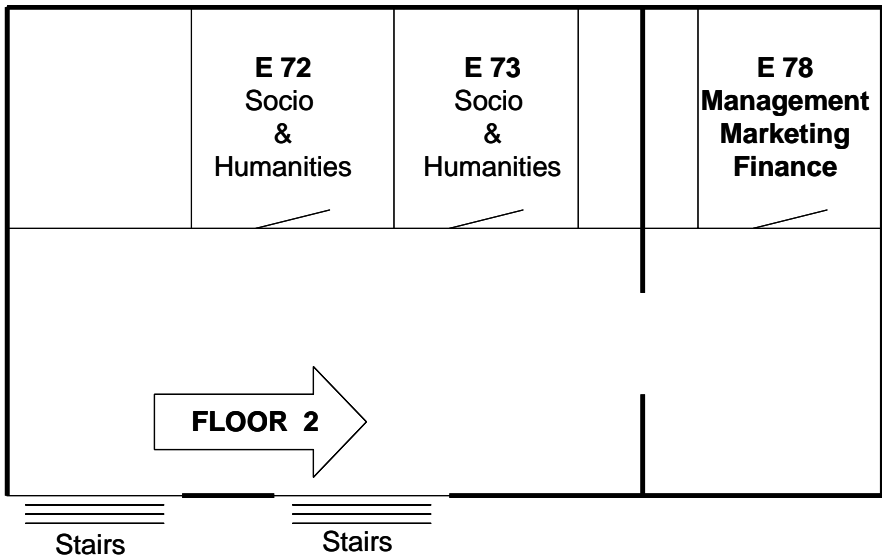 E 72
Socio
&
Humanities
E 73
Socio
&
Humanities
E 78
Management
Marketing
Finance
FLOOR 2
Stairs
Stairs